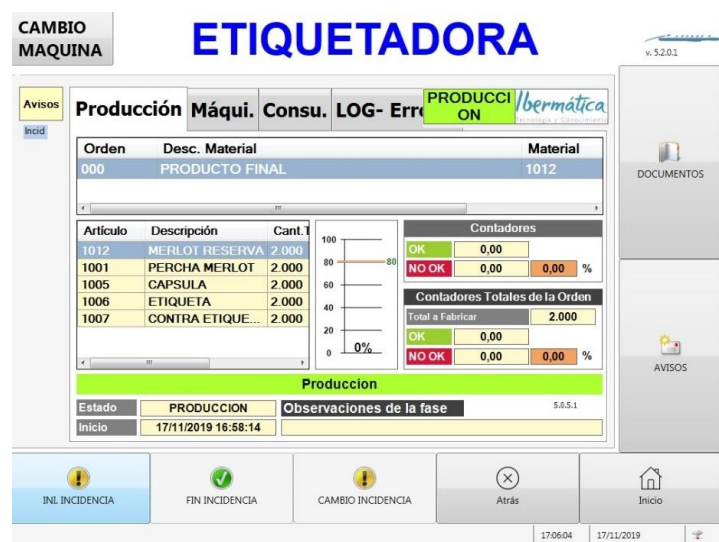 CAMBIO
MAQUINA
ETIQUETADORA
v. 5.2.0.1
Avisos
Incid
Producción Máqui. Consu. LOG- Erro
PRODUCCI
ON
Ibermática
Tecnología y Conocimiento
Orden Desc. Material Material
000 PRODUCTO FINAL 1012
DOCUMENTOS
Artículo Descripción Cant.T
1012 MERLOT RESERVA 2.000
1001 PERCHA MERLOT 2.000
1005 CAPSULA 2.000
1006 ETIQUETA 2.000
1007 CONTRA ETIQUE... 2.000
100
80 80
60
40
20
0 0%
Contadores
OK 0,00
NO OK 0,00 0,00 %
Contadores Totales de la Orden
Total a Fabricar 2.000
OK 0,00
NO OK 0,00 0,00 %
AVISOS
Produccion
Estado PRODUCCION Observaciones de la fase 5.0.5.1
Inicio 17/11/2019 16:58:14
INI. INCIDENCIA FIN INCIDENCIA CAMBIO INCIDENCIA Atrás Inicio
17:06:04 17/11/2019